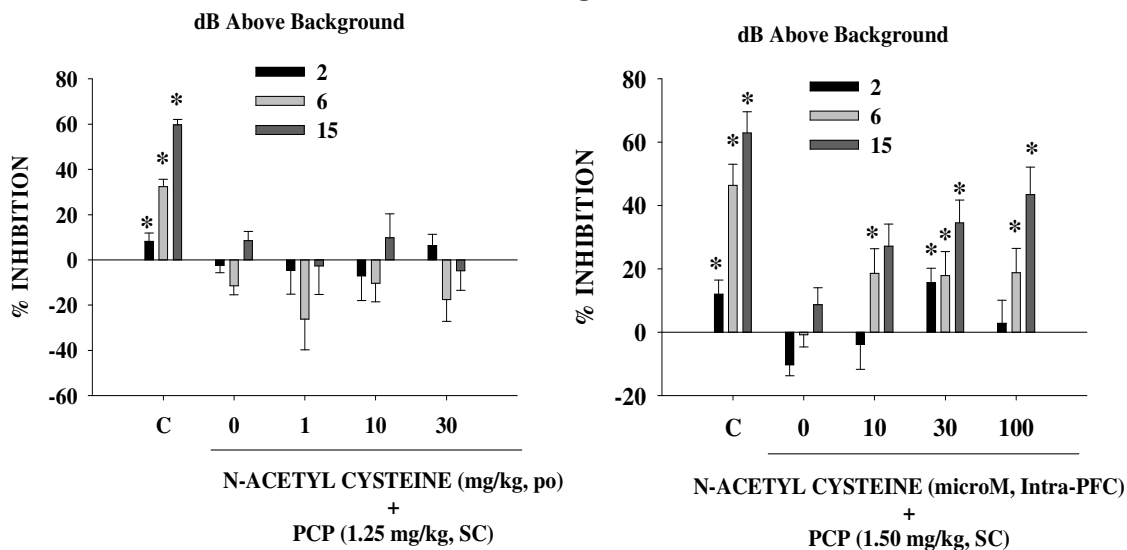 dB Above Background
2
6
15
% INHIBITION
80
60
40
20
0
-20
-40
-60
* * *
C 0 1 10 30
N-ACETYL CYSTEINE (mg/kg, po)
+
PCP (1.25 mg/kg, SC)
dB Above Background
2
6
15
% INHIBITION
80
60
40
20
0
-20
* * * * * * * * *
C 0 10 30 100
N-ACETYL CYSTEINE (microM, Intra-PFC)
+
PCP (1.50 mg/kg, SC)